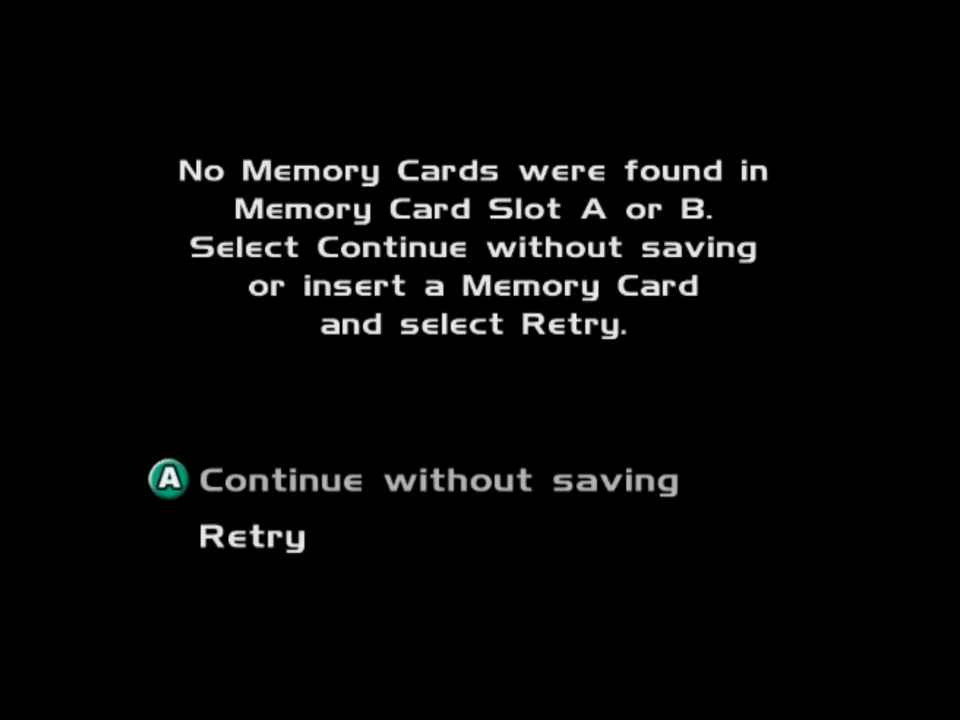 No Memory Cards were found in
Memory Card Slot A or B.
Select Continue without saving
or insert a Memory Card
and select Retry.
A Continue without saving
Retry